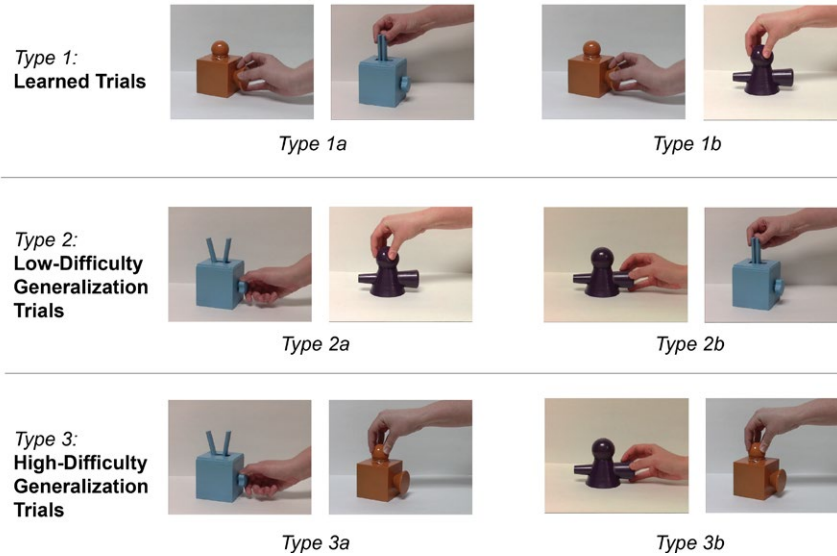 Type 1:
Learned Trials
Type 1a
Type 1b
Type 2:
Low-Difficulty
Generalization
Trials
Type 2a
Type 2b
Type 3:
High-Difficulty
Generalization
Trials
Type 3a
Type 3b